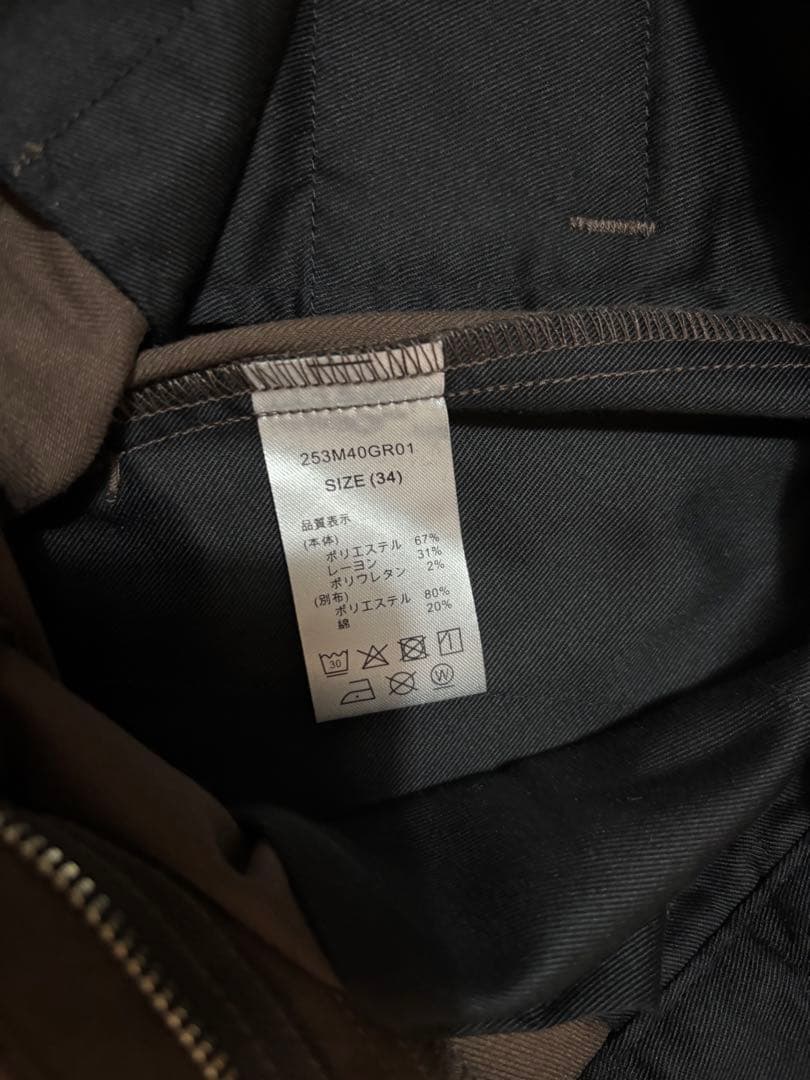 253M40GR01
SIZE (34)
品質表示
(本体)
ポリエステル 67%
レーヨン 31%
ポリウレタン 2%
(別布)
ポリエステル 80%
綿 20%
30
W